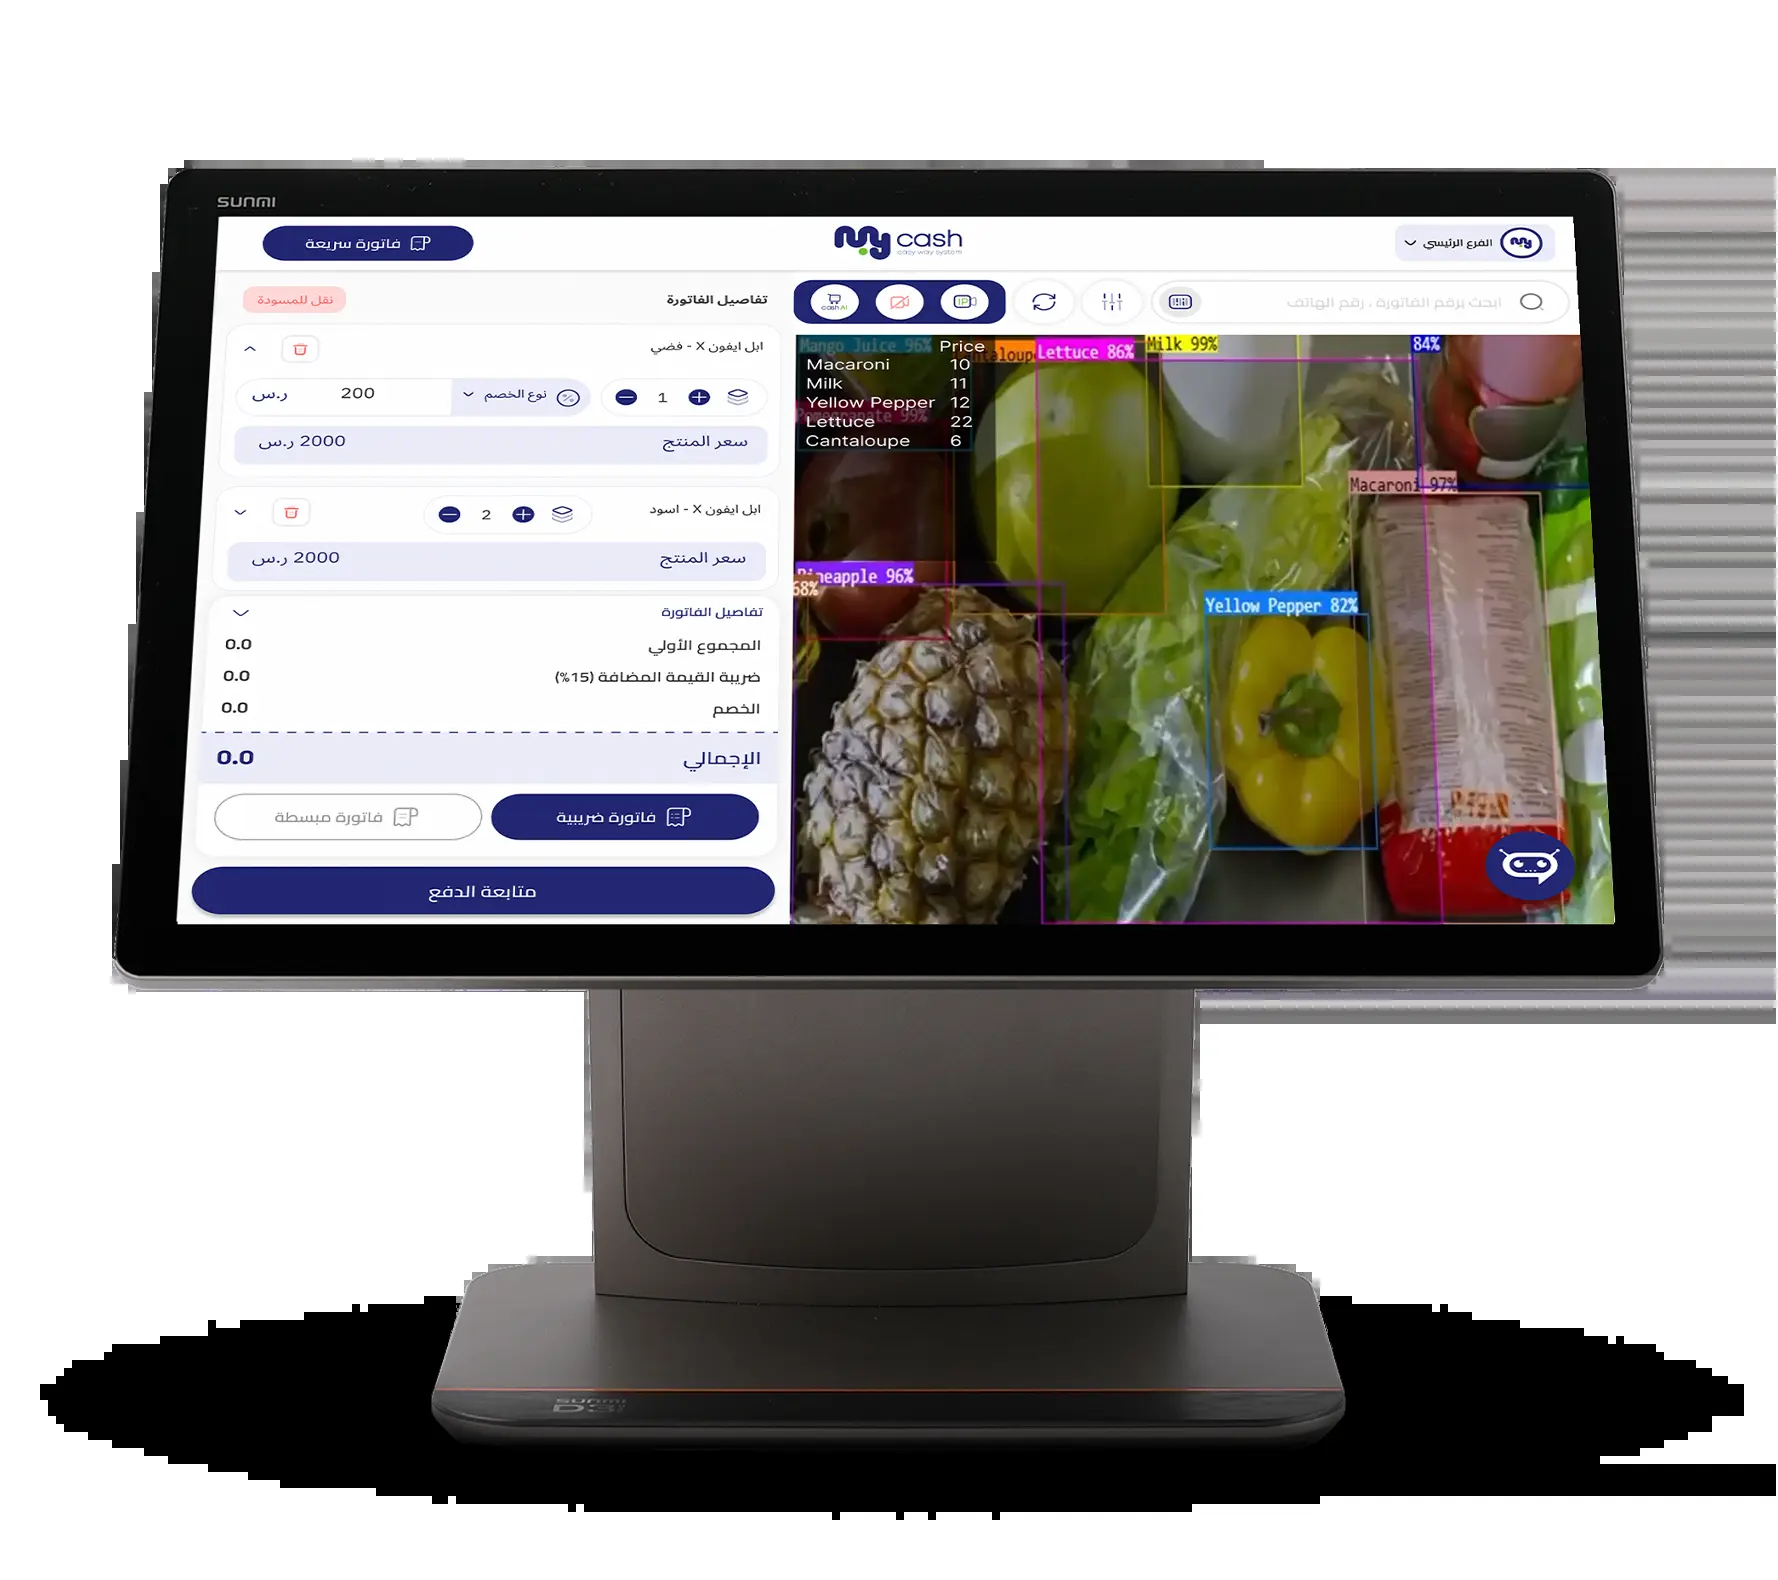 SUNMI
فاتورة سريعة
My cash
easy way system
الفرع الرئيسي
نقل للمسودة
تفاصيل الفاتورة
cash AI
IP
ابحث برقم الفاتورة ، رقم الهاتف
ابل ايفون X - فضي
1
نوع الخصم
200
ر.س
سعر المنتج
2000 ر.س
ابل ايفون X - اسود
2
سعر المنتج
2000 ر.س
تفاصيل الفاتورة
المجموع الأولي
0.0
ضريبة القيمة المضافة (15%)
0.0
الخصم
0.0
الإجمالي
0.0
فاتورة ضريبية
فاتورة مبسطة
متابعة الدفع
Mango Juice 96%
Price
Macaroni 10
Milk 11
Yellow Pepper 12
Lettuce 22
Cantaloupe 6
Pomegranate 99%
Lettuce 86%
Milk 99%
84%
Macaroni 97%
Pineapple 96%
68%
Yellow Pepper 82%
SUNMI
D3